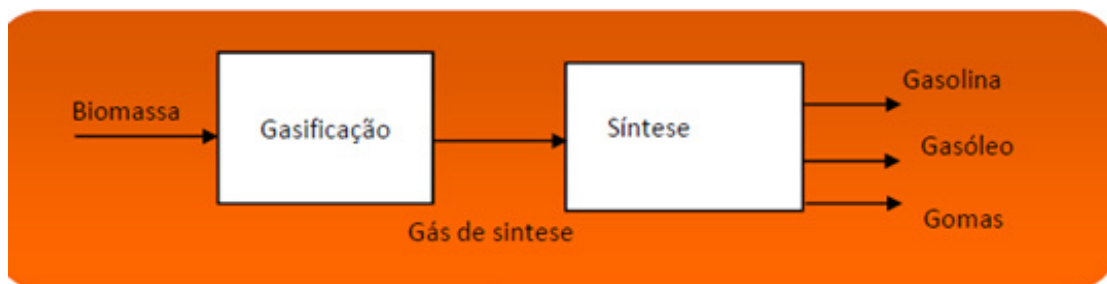 Biomassa
Gasificação
Gás de sintese
Síntese
Gasolina
Gasóleo
Gomas